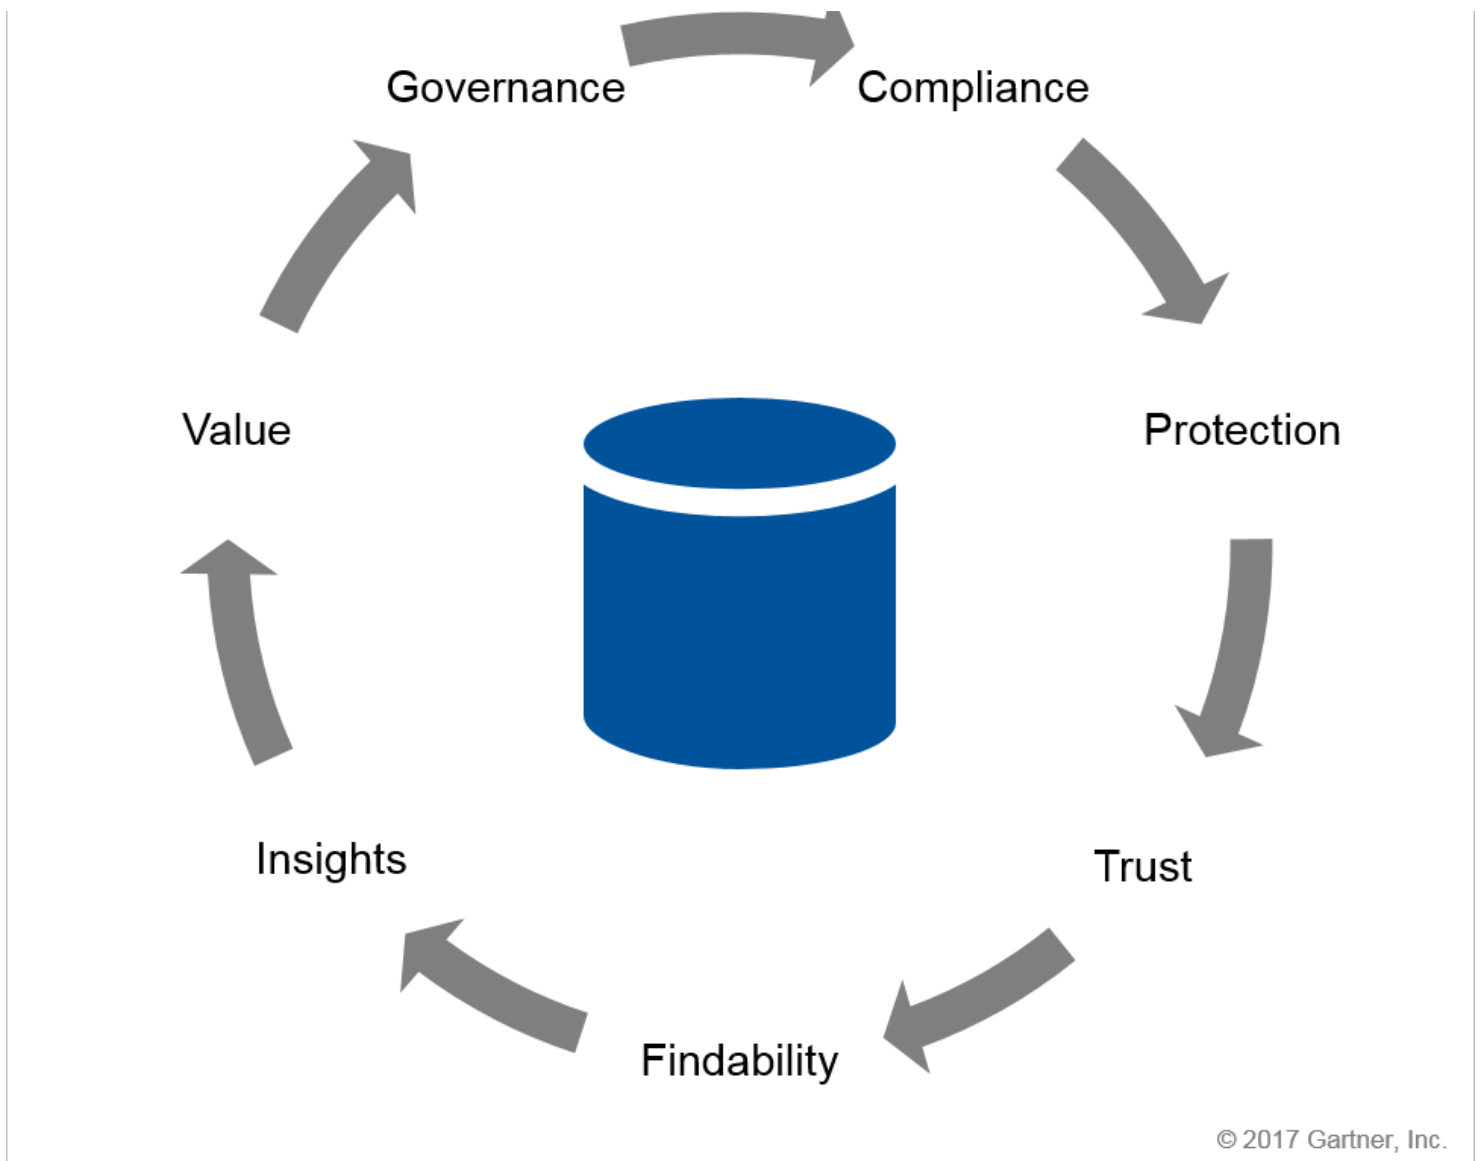 Governance
Compliance
Protection
Trust
Findability
Insights
Value
© 2017 Gartner, Inc.